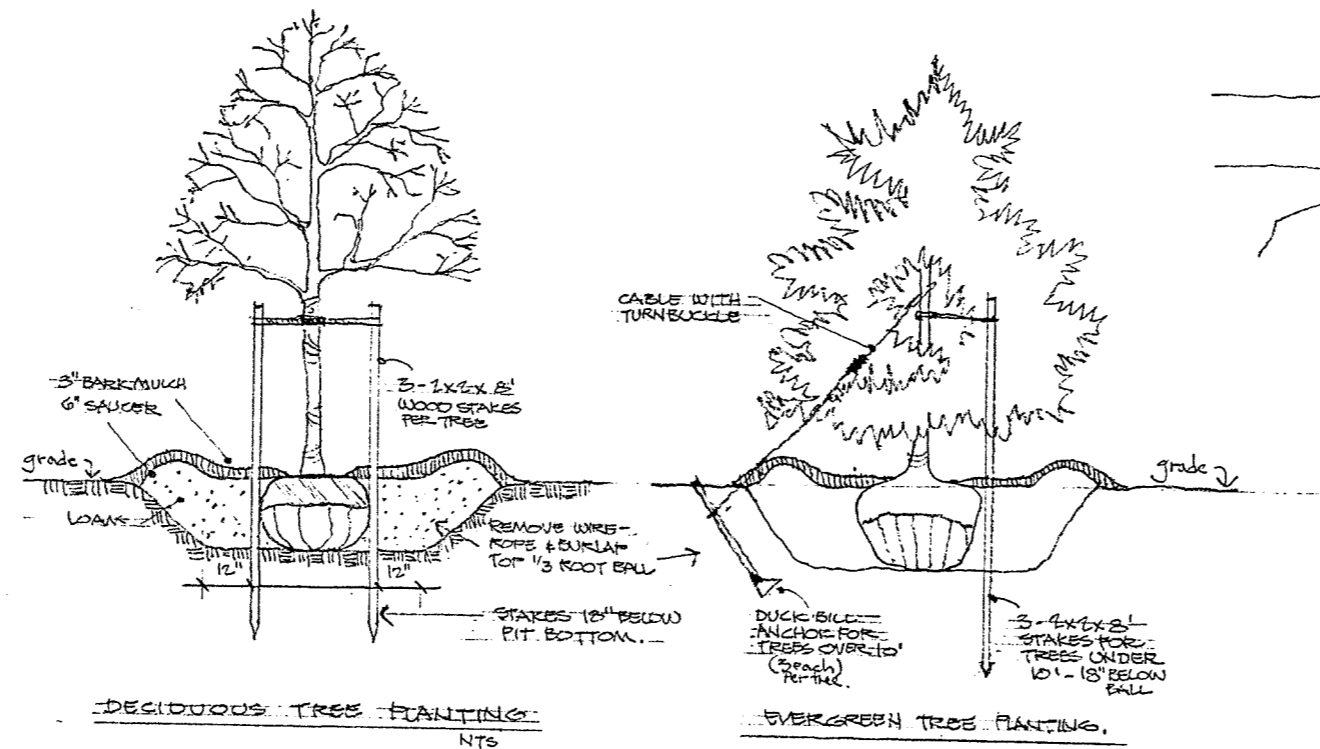 3" BARK MULCH
6" SAUCER
grade
LOAM
12"
12"
3-2x2x8'
WOOD STAKES
PER TREE
REMOVE WIRE-
ROPE & BURLAP
TOP 1/3 ROOT BALL
STAKES 18" BELOW
PIT BOTTOM.
DECIDUOUS TREE PLANTING
NTS
CABLE WITH
TURNBUCKLE
grade
DUCK BILL
ANCHOR FOR
TREES OVER 10'
(3 each)
Per tree.
3-2x2x8'
STAKES FOR
TREES UNDER
10'-18" BELOW
BALL
EVERGREEN TREE PLANTING.